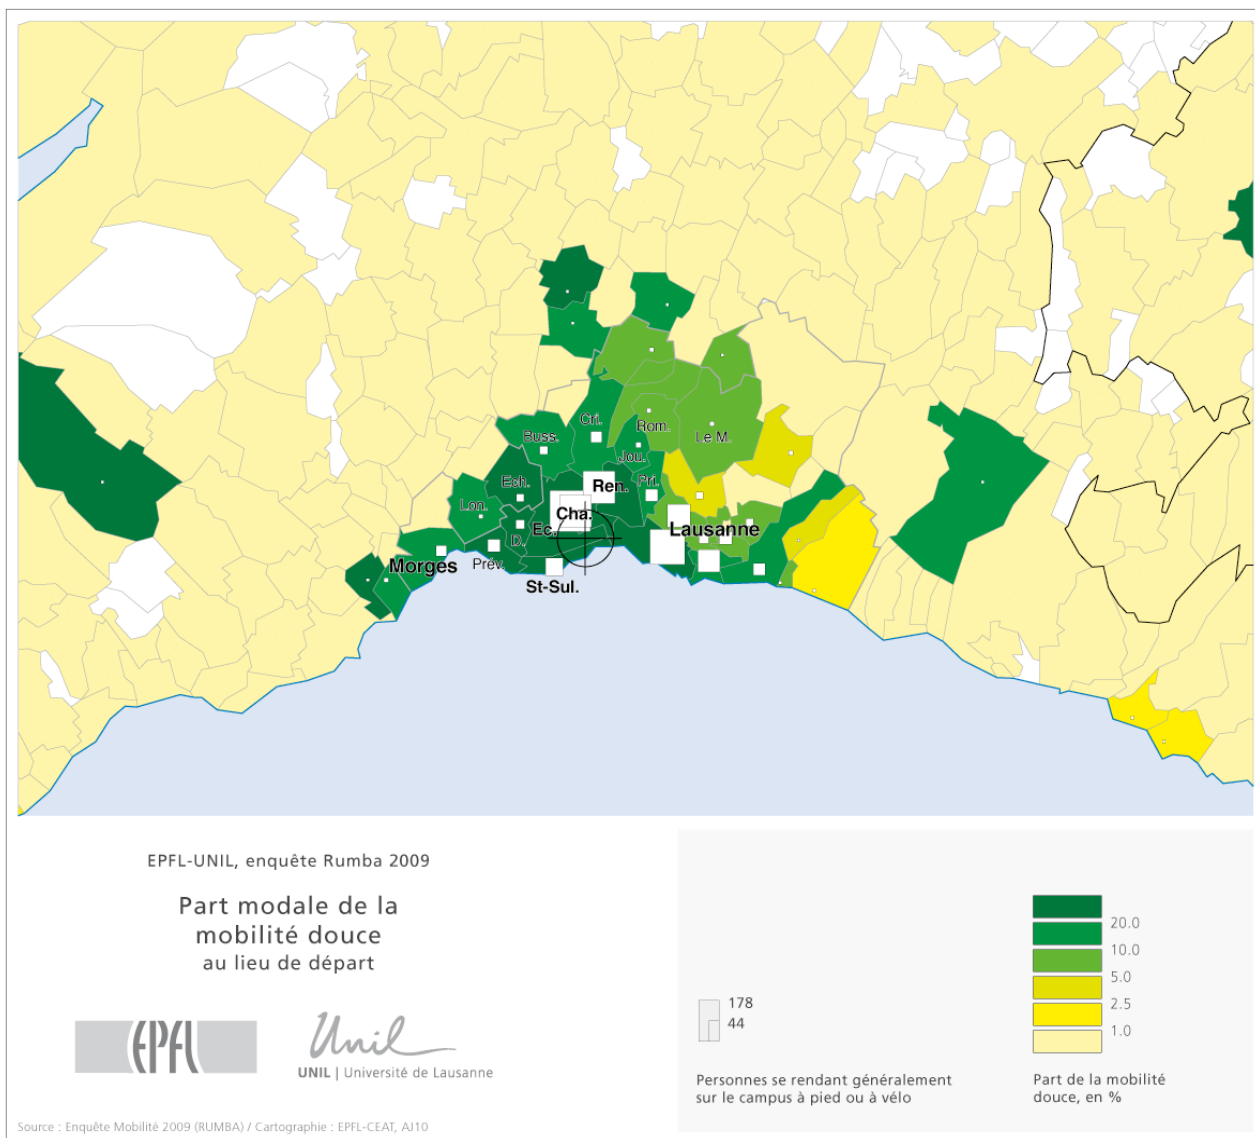 Cri.
Buss.
Rom.
Le M.
Jou.
Ech.
Ren.
Pri.
Lon.
Cha.
Ec.
Lausanne
D.
Morges
Prév.
St-Sul.
EPFL-UNIL, enquête Rumba 2009
Part modale de la
mobilité douce
au lieu de départ
EPFL
Unil
UNIL | Université de Lausanne
178
44
Personnes se rendant généralement
sur le campus à pied ou à vélo
20.0
10.0
5.0
2.5
1.0
Part de la mobilité
douce, en %
Source : Enquête Mobilité 2009 (RUMBA) / Cartographie : EPFL-CEAT, AJ10